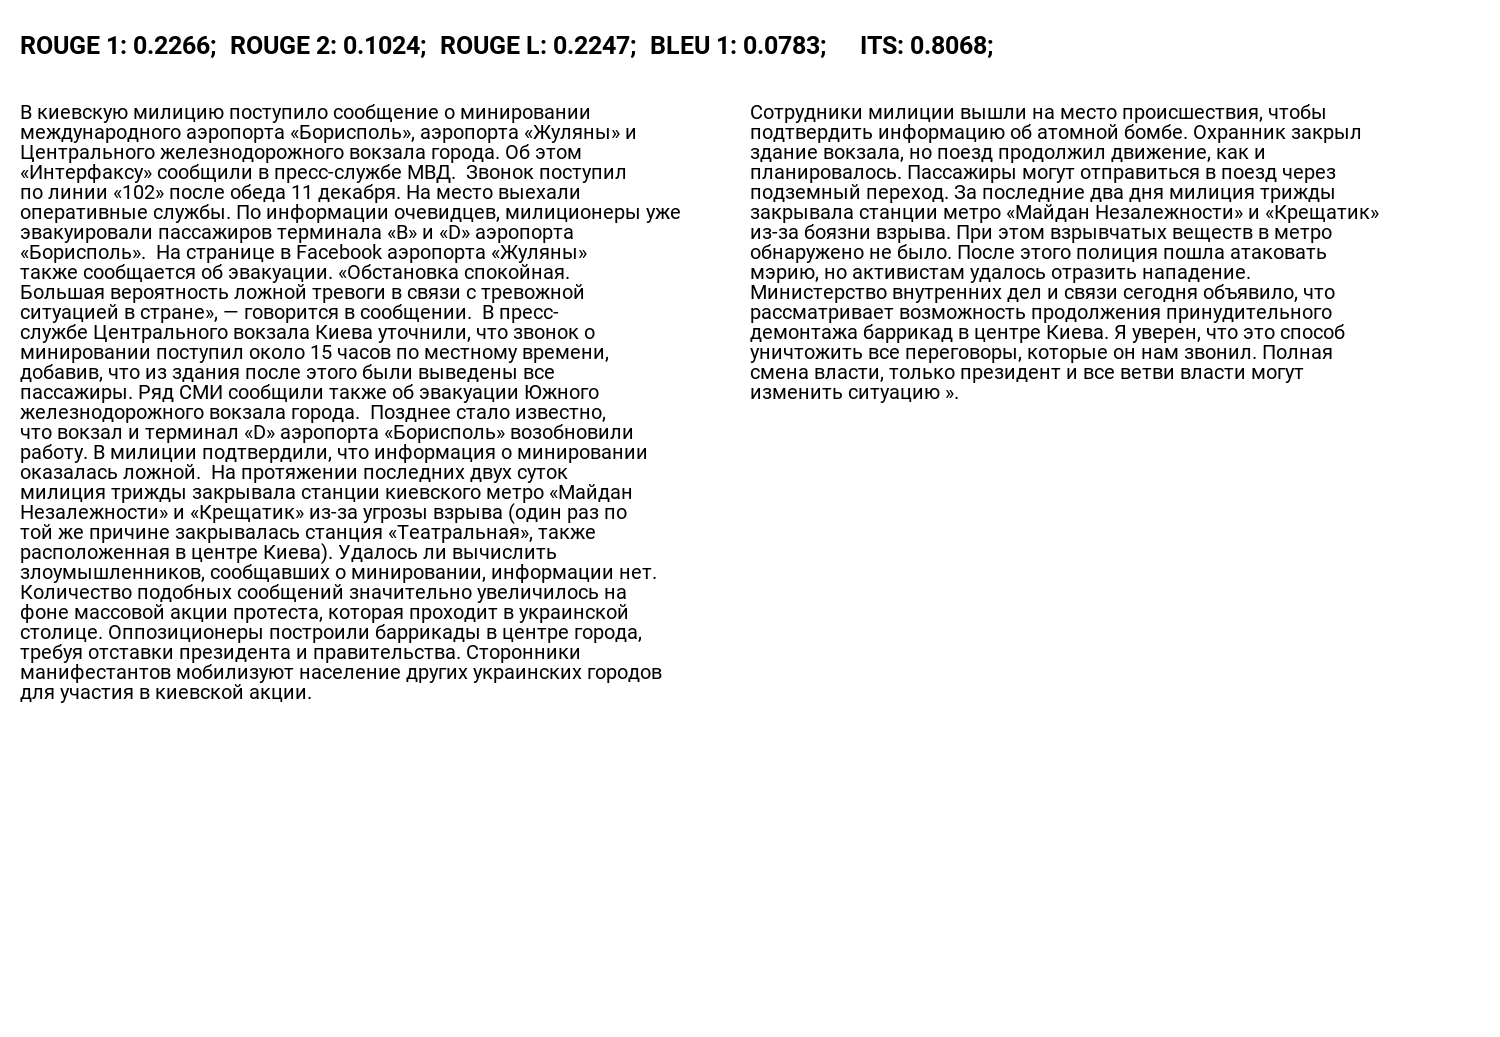 ROUGE 1: 0.2266;  ROUGE 2: 0.1024;  ROUGE L: 0.2247;  BLEU 1: 0.0783;     ITS: 0.8068;
В киевскую милицию поступило сообщение о минировании
международного аэропорта «Борисполь», аэропорта «Жуляны» и
Центрального железнодорожного вокзала города. Об этом
«Интерфаксу» сообщили в пресс-службе МВД.  Звонок поступил
по линии «102» после обеда 11 декабря. На место выехали
оперативные службы. По информации очевидцев, милиционеры уже
эвакуировали пассажиров терминала «B» и «D» аэропорта
«Борисполь».  На странице в Facebook аэропорта «Жуляны»
также сообщается об эвакуации. «Обстановка спокойная.
Большая вероятность ложной тревоги в связи с тревожной
ситуацией в стране», — говорится в сообщении.  В пресс-
службе Центрального вокзала Киева уточнили, что звонок о
минировании поступил около 15 часов по местному времени,
добавив, что из здания после этого были выведены все
пассажиры. Ряд СМИ сообщили также об эвакуации Южного
железнодорожного вокзала города.  Позднее стало известно,
что вокзал и терминал «D» аэропорта «Борисполь» возобновили
работу. В милиции подтвердили, что информация о минировании
оказалась ложной.  На протяжении последних двух суток
милиция трижды закрывала станции киевского метро «Майдан
Незалежности» и «Крещатик» из-за угрозы взрыва (один раз по
той же причине закрывалась станция «Театральная», также
расположенная в центре Киева). Удалось ли вычислить
злоумышленников, сообщавших о минировании, информации нет.
Количество подобных сообщений значительно увеличилось на
фоне массовой акции протеста, которая проходит в украинской
столице. Оппозиционеры построили баррикады в центре города,
требуя отставки президента и правительства. Сторонники
манифестантов мобилизуют население других украинских городов
для участия в киевской акции.
Сотрудники милиции вышли на место происшествия, чтобы
подтвердить информацию об атомной бомбе. Охранник закрыл
здание вокзала, но поезд продолжил движение, как и
планировалось. Пассажиры могут отправиться в поезд через
подземный переход. За последние два дня милиция трижды
закрывала станции метро «Майдан Незалежности» и «Крещатик»
из-за боязни взрыва. При этом взрывчатых веществ в метро
обнаружено не было. После этого полиция пошла атаковать
мэрию, но активистам удалось отразить нападение.
Министерство внутренних дел и связи сегодня объявило, что
рассматривает возможность продолжения принудительного
демонтажа баррикад в центре Киева. Я уверен, что это способ
уничтожить все переговоры, которые он нам звонил. Полная
смена власти, только президент и все ветви власти могут
изменить ситуацию ».